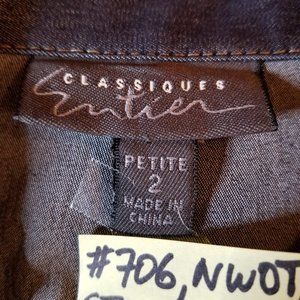 CLASSIQUES
Entier
PETITE
2
MADE IN
CHINA
#706, NWOT